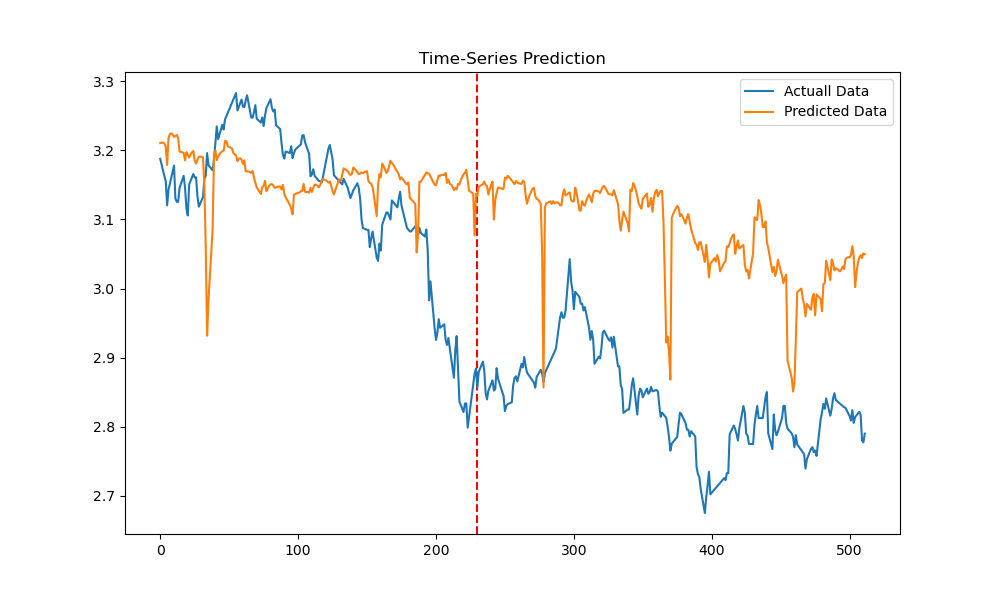 Time-Series Prediction
Actuall Data
Predicted Data
3.3
3.2
3.1
3.0
2.9
2.8
2.7
0 100 200 300 400 500